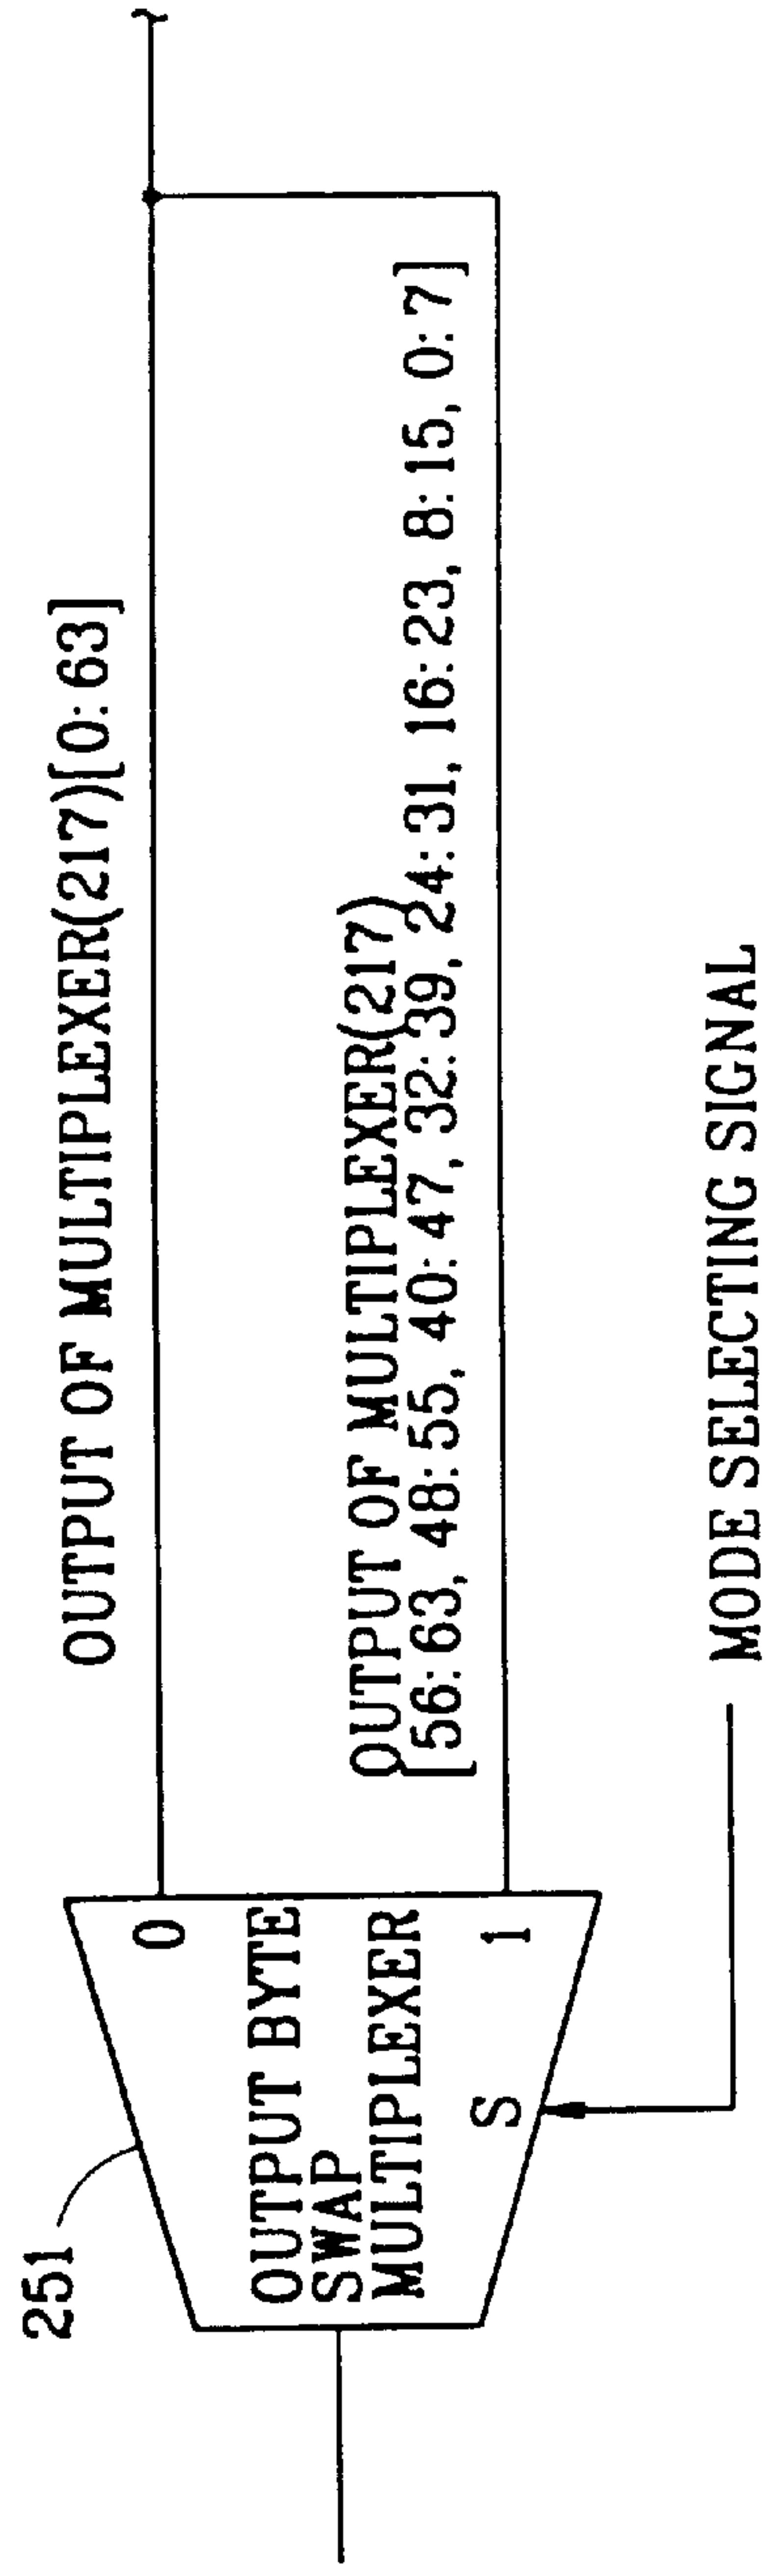 OUTPUT OF MULTIPLEXER(217)[0:63]
251
0
OUTPUT BYTE
SWAP
MULTIPLEXER
S
1
OUTPUT OF MULTIPLEXER(217)
[56:63, 48:55, 40:47, 32:39, 24:31, 16:23, 8:15, 0:7]
MODE SELECTING SIGNAL